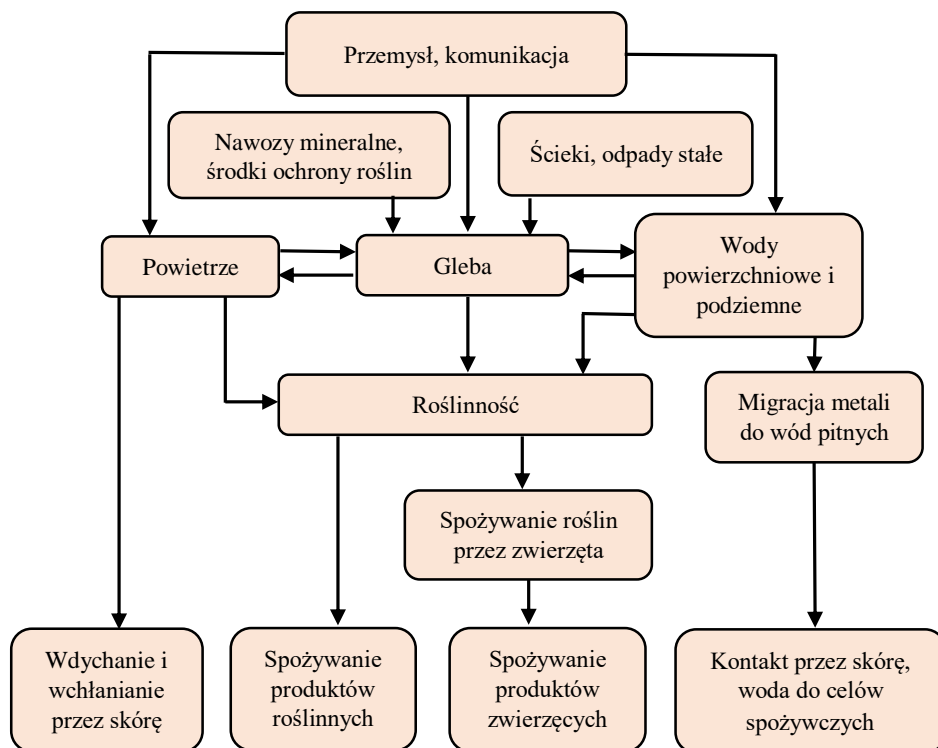 Przemysł, komunikacja
Nawozy mineralne,
środki ochrony roślin
Ścieki, odpady stałe
Powietrze
Gleba
Wody
powierzchniowe i
podziemne
Roślinność
Migracja metali
do wód pitnych
Spożywanie roślin
przez zwierzęta
Wdychanie i
wchłanianie
przez skórę
Spożywanie
produktów
roślinnych
Spożywanie
produktów
zwierzęcych
Kontakt przez skórę,
woda do celów
spożywczych